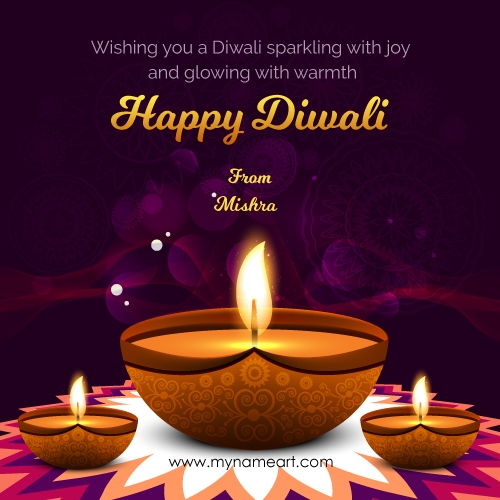 Wishing you a Diwali sparkling with joy
and glowing with warmth
Happy Diwali
From
Mishra
www.mynameart.com